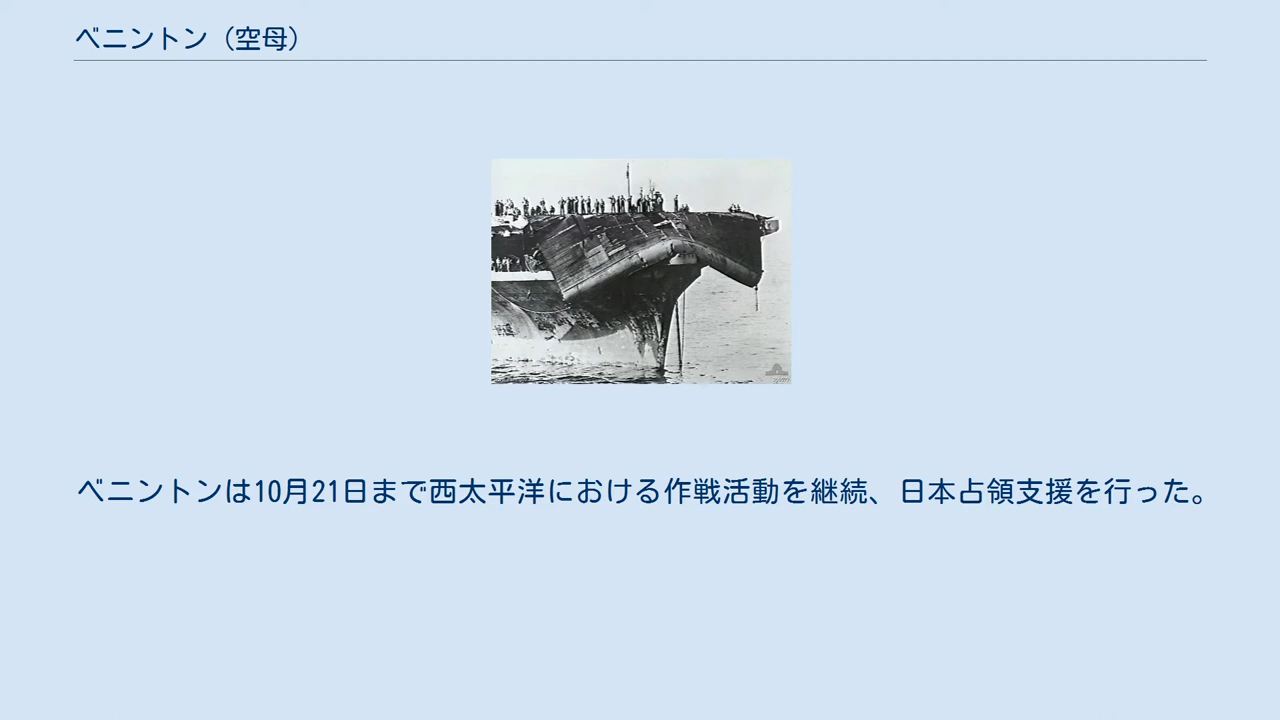 ベニントン（空母）
ベニントンは10月21日まで西太平洋における作戦活動を継続、日本占領支援を行った。